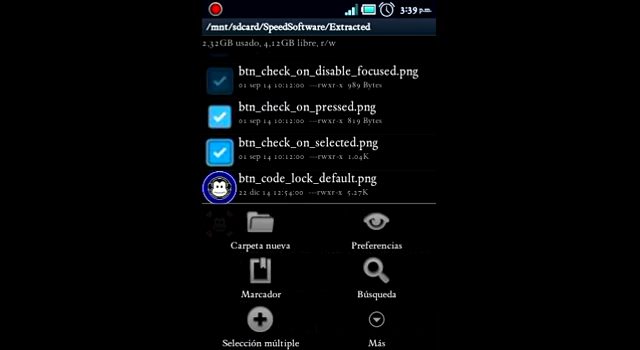 3:39 p.m.
/mnt/sdcard/SpeedSoftware/Extracted
2,32GB usado, 4,12GB libre, r/w
btn_check_on_disable_focused.png
01 sep 14 10:12:00 ---rwxr-x 989 Bytes
btn_check_on_pressed.png
01 sep 14 10:12:00 ---rwxr-x 819 Bytes
btn_check_on_selected.png
01 sep 14 10:12:00 ---rwxr-x 1.04K
btn_code_lock_default.png
22 dic 14 12:54:00 ---rwxr-x 5.27K
Carpeta nueva
Preferencias
Marcador
Búsqueda
Selección múltiple
Más